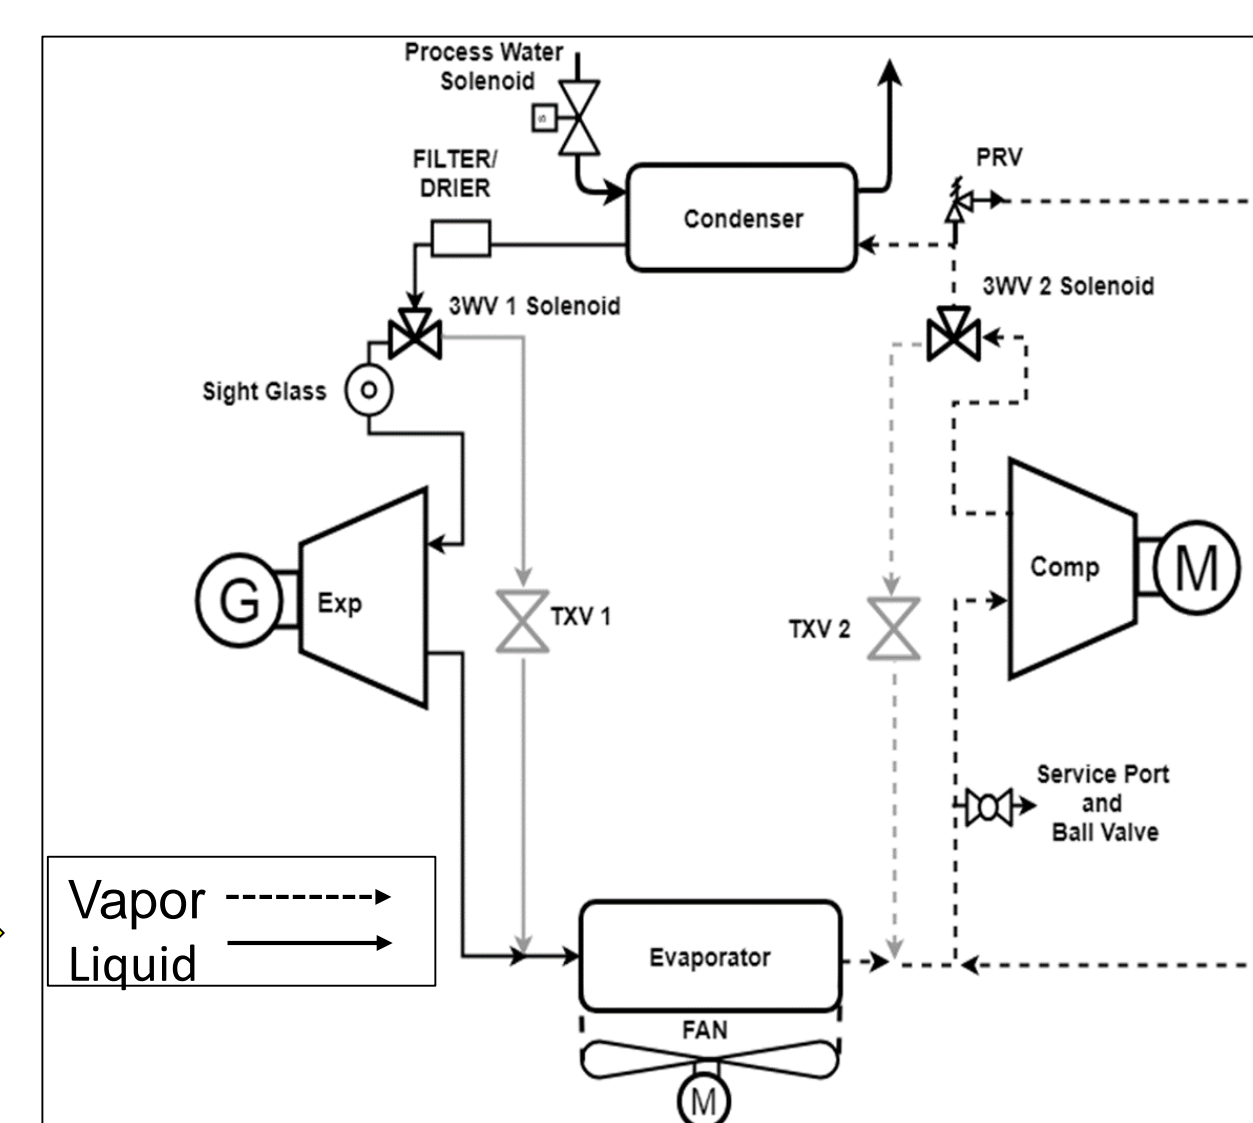 Process Water
Solenoid
S
FILTER/
DRIER
PRV
Condenser
3WV 1 Solenoid
3WV 2 Solenoid
Sight Glass
G
Exp
TXV 1
TXV 2
Comp
M
Service Port
and
Ball Valve
Vapor
Liquid
Evaporator
FAN
M